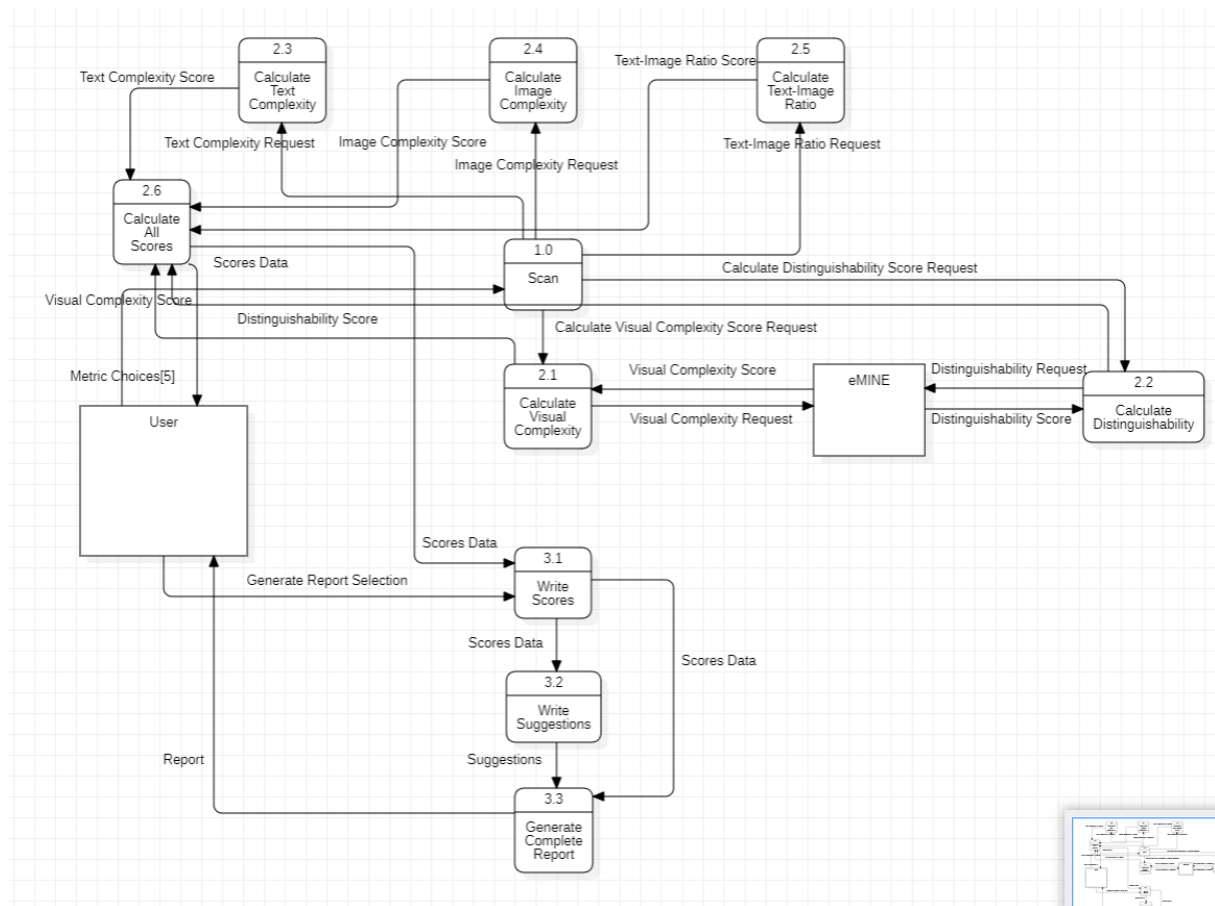 2.3
Calculate
Text
Complexity
2.4
Calculate
Image
Complexity
2.5
Calculate
Text-Image
Ratio
Text Complexity Score
Text-Image Ratio Score
Text Complexity Request
Image Complexity Score
Image Complexity Request
Text-Image Ratio Request
2.6
Calculate
All
Scores
1.0
Scan
Scores Data
Calculate Distinguishability Score Request
Visual Complexity Score
Distinguishability Score
Calculate Visual Complexity Score Request
Metric Choices[5]
2.1
Calculate
Visual
Complexity
Visual Complexity Score
Visual Complexity Request
eMINE
Distinguishability Request
Distinguishability Score
2.2
Calculate
Distinguishability
User
Scores Data
Generate Report Selection
3.1
Write
Scores
Scores Data
Scores Data
3.2
Write
Suggestions
Report
Suggestions
3.3
Generate
Complete
Report